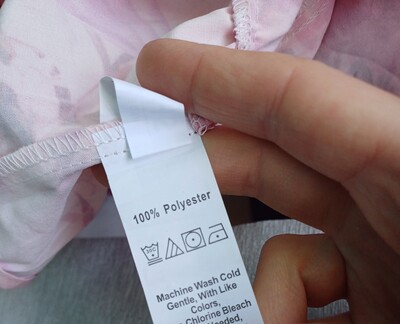 100% Polyester
Machine Wash Cold
Gentle, With Like
Colors,
Chlorine Bleach